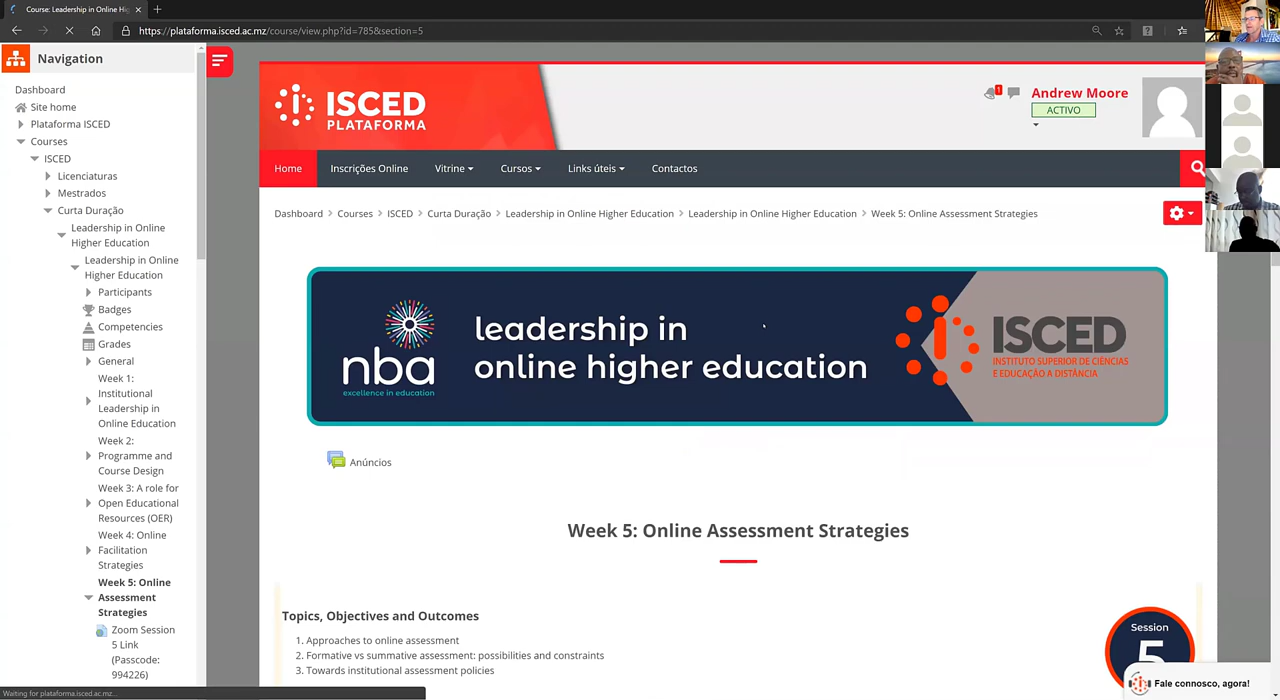 Course: Leadership in Online Hig
https://plataforma.isced.ac.mz/course/view.php?id=785&section=5
Navigation
Dashboard
Site home
Plataforma ISCED
Courses
ISCED
Licenciaturas
Mestrados
Curta Duração
Leadership in Online
Higher Education
Leadership in Online
Higher Education
Participants
Badges
Competencies
Grades
General
Week 1:
Institutional
Leadership in
Online Education
Week 2:
Programme and
Course Design
Week 3: A role for
Open Educational
Resources (OER)
Week 4: Online
Facilitation
Strategies
Week 5: Online
Assessment
Strategies
Zoom Session
5 Link
(Passcode:
994226)
Waiting for plataforma.isced.ac.mz...
ISCED
PLATAFORMA
1
Andrew Moore
ACTIVO
Home Inscrições Online Vitrine Cursos Links úteis Contactos
Dashboard > Courses > ISCED > Curta Duração > Leadership in Online Higher Education > Leadership in Online Higher Education > Week 5: Online Assessment Strategies
nba
excellence in education
leadership in
online higher education
ISCED
INSTITUTO SUPERIOR DE CIÊNCIAS
E EDUCAÇÃO A DISTÂNCIA
Anúncios
Week 5: Online Assessment Strategies
Topics, Objectives and Outcomes
1. Approaches to online assessment
2. Formative vs summative assessment: possibilities and constraints
3. Towards institutional assessment policies
Session
5
Fale connosco, agora!